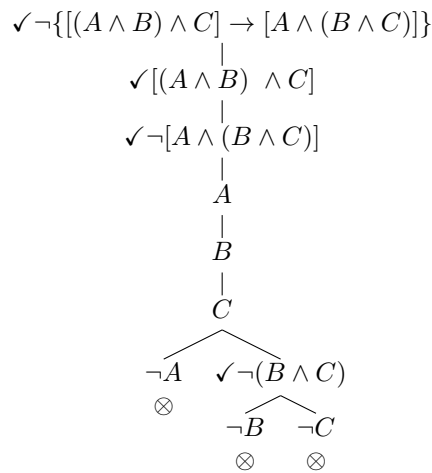 ✓¬{[(A ∧ B) ∧ C] → [A ∧ (B ∧ C)]}
✓[(A ∧ B) ∧ C]
✓¬[A ∧ (B ∧ C)]
A
B
C
¬A ✓¬(B ∧ C)
⊗
¬B ¬C
⊗ ⊗